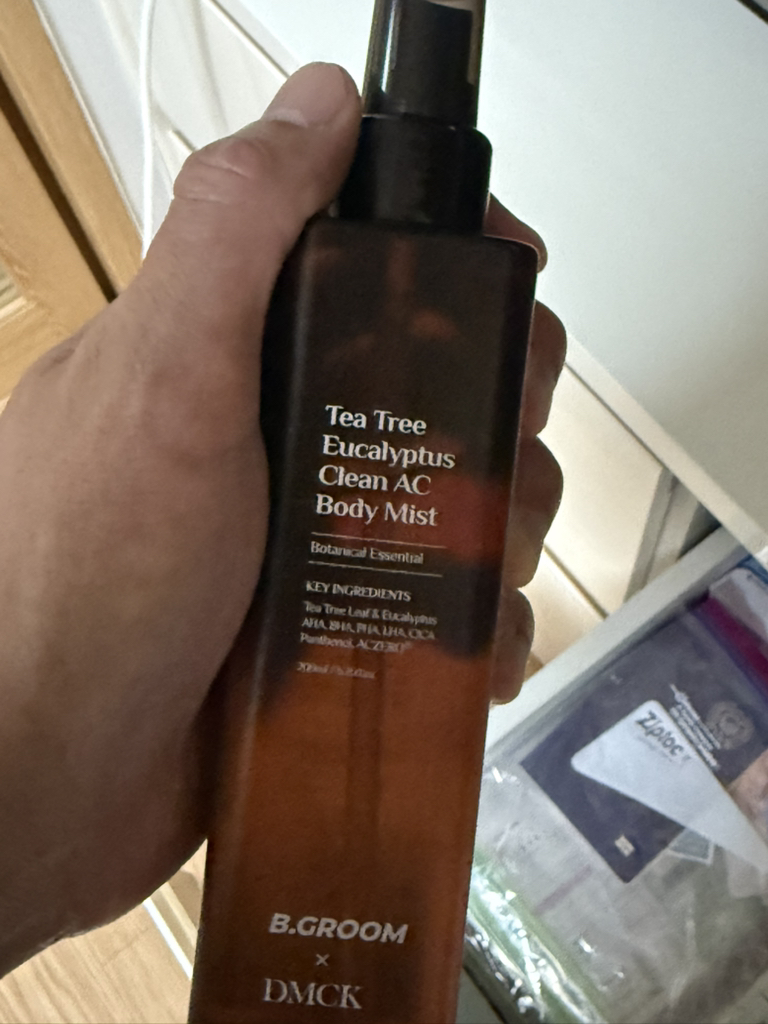 Tea Tree
Eucalyptus
Clean AC
Body Mist
Botanical Essential
KEY INGREDIENTS
Tea Tree Leaf & Eucalyptus
AHA, BHA, PHA, LHA, CICA
Panthenol, ACZERO
B.GROOM
×
DMCK
Ziploc